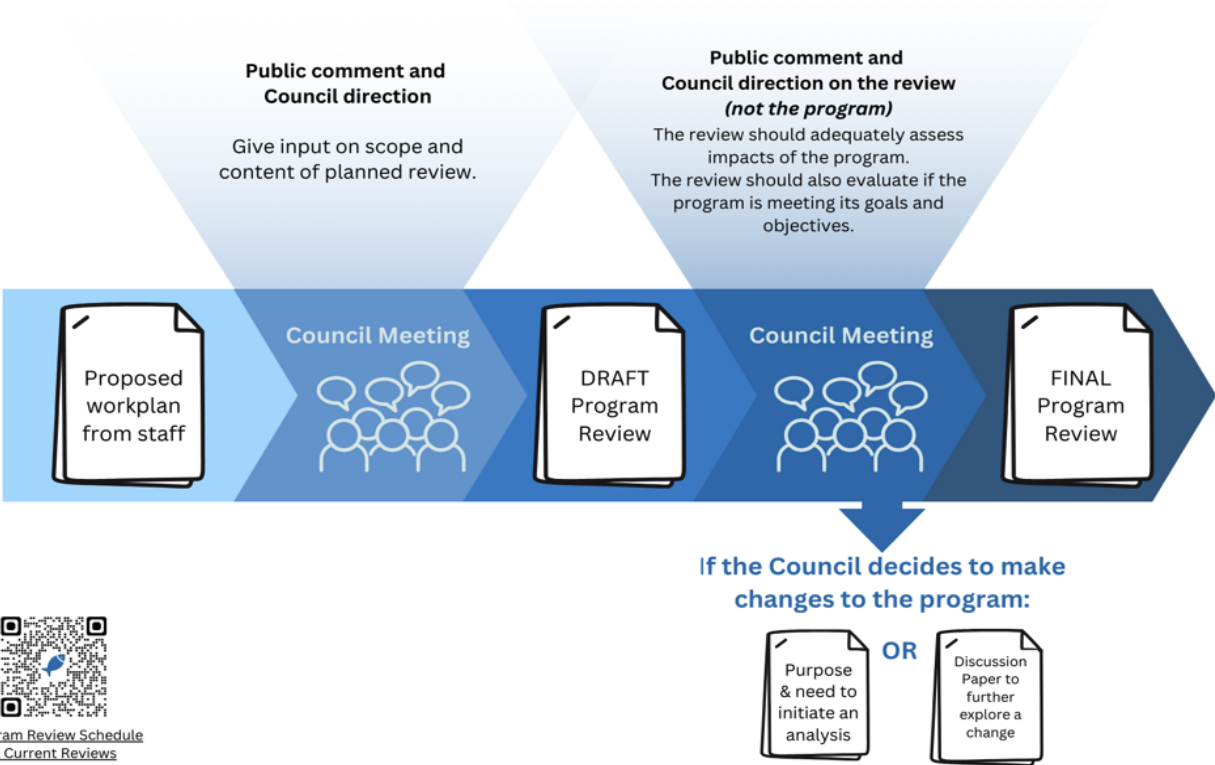 Public comment and
Council direction
Give input on scope and
content of planned review.
Public comment and
Council direction on the review
(not the program)
The review should adequately assess
impacts of the program.
The review should also evaluate if the
program is meeting its goals and
objectives.
Proposed
workplan
from staff
Council Meeting
DRAFT
Program
Review
Council Meeting
FINAL
Program
Review
If the Council decides to make
changes to the program:
Purpose
& need to
initiate an
analysis
OR
Discussion
Paper to
further
explore a
change
Review Schedule
Current Reviews